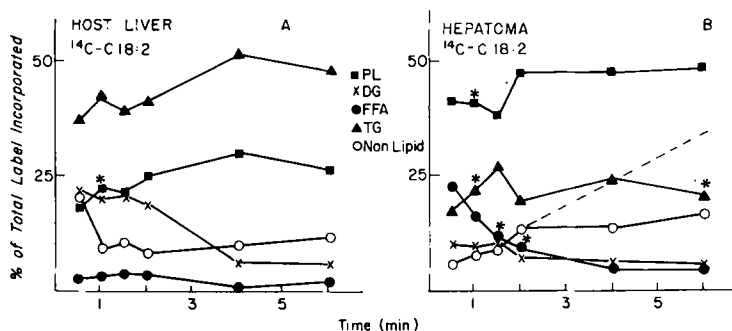 HOST LIVER A
¹⁴C-C18:2
50
25
1 3 5
PL
DG
FFA
TG
Non Lipid
*
HEPATOMA B
¹⁴C-C18:2
50
25
1 3 5
*
*
*
*
*
% of Total Label Incorporated
Time (min)